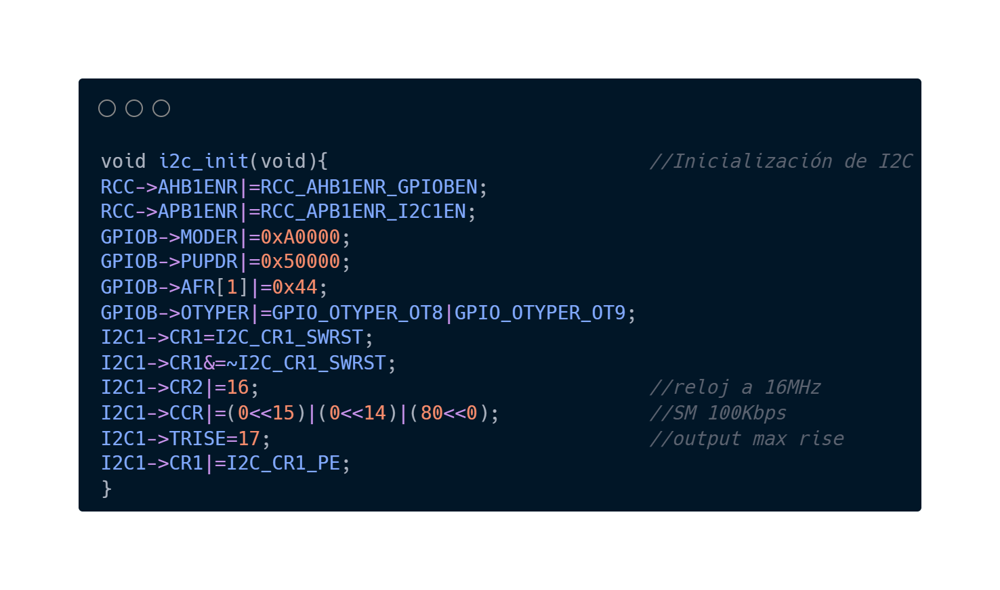 void i2c_init(void){ //Inicialización de I2C
RCC->AHB1ENR|=RCC_AHB1ENR_GPIOBEN;
RCC->APB1ENR|=RCC_APB1ENR_I2C1EN;
GPIOB->MODER|=0xA0000;
GPIOB->PUPDR|=0x50000;
GPIOB->AFR[1]|=0x44;
GPIOB->OTYPER|=GPIO_OTYPER_OT8|GPIO_OTYPER_OT9;
I2C1->CR1=I2C_CR1_SWRST;
I2C1->CR1&=~I2C_CR1_SWRST;
I2C1->CR2|=16; //reloj a 16MHz
I2C1->CCR|=(0<<15)|(0<<14)|(80<<0); //SM 100Kbps
I2C1->TRISE=17; //output max rise
I2C1->CR1|=I2C_CR1_PE;
}